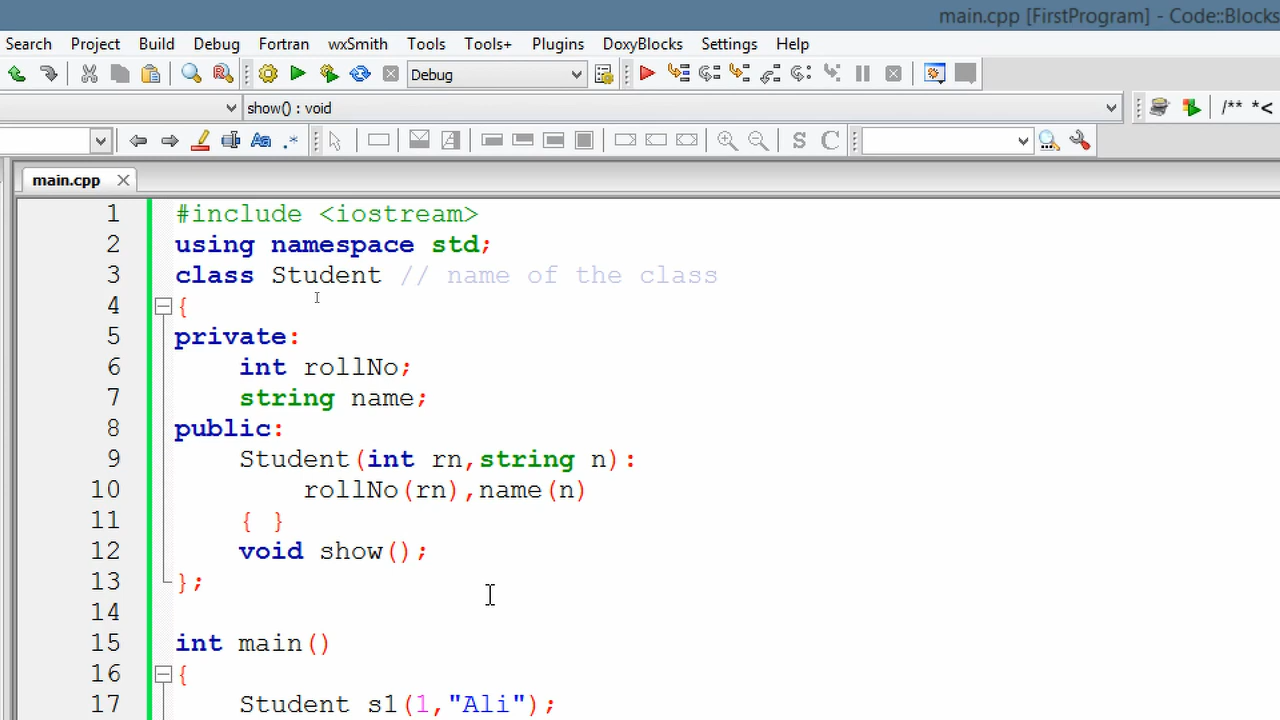 main.cpp [FirstProgram] - Code::Blocks
Search Project Build Debug Fortran wxSmith Tools Tools+ Plugins DoxyBlocks Settings Help
Debug
show() : void /** *<
Aa .* S C
main.cpp
1 #include <iostream>
2 using namespace std;
3 class Student // name of the class
4 {
5 private:
6 int rollNo;
7 string name;
8 public:
9 Student(int rn,string n):
10 rollNo(rn),name(n)
11 { }
12 void show();
13 };
14
15 int main()
16 {
17 Student s1(1,"Ali");